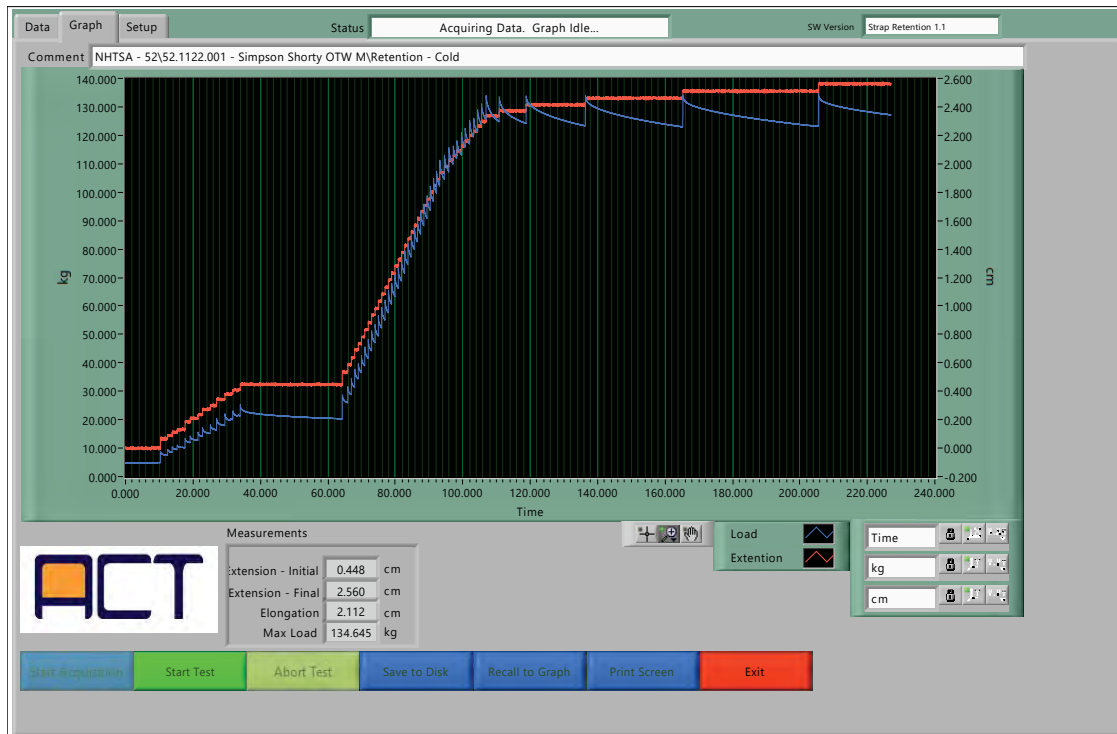 Data Graph Setup Status Acquiring Data. Graph Idle... SW Version Strap Retention 1.1
Comment NHTSA - 52\52.1122.001 - Simpson Shorty OTW M\Retention - Cold
140.000 2.600
130.000 2.400
120.000 2.200
110.000 2.000
100.000 1.800
90.000 1.600
80.000 1.400
70.000 1.200
60.000 1.000
50.000 0.800
40.000 0.600
30.000 0.400
20.000 0.200
10.000 0.000
0.000 -0.200
kg
cm
0.000 20.000 40.000 60.000 80.000 100.000 120.000 140.000 160.000 180.000 200.000 220.000 240.000
Time
Measurements
Extension - Initial 0.448 cm
Extension - Final 2.560 cm
Elongation 2.112 cm
Max Load 134.645 kg
Load
Extention
Time
kg
cm
ACT
Start Acquisition Start Test Abort Test Save to Disk Recall to Graph Print Screen Exit